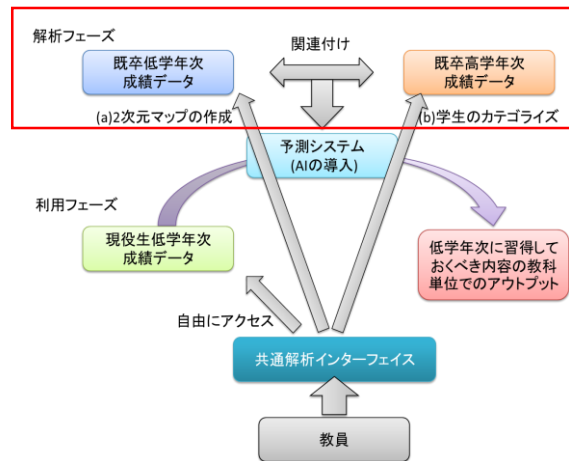 解析フェーズ
既卒低学年次
成績データ
関連付け
既卒高学年次
成績データ
(a)2次元マップの作成
(b)学生のカテゴライズ
予測システム
(AIの導入)
利用フェーズ
現役生低学年次
成績データ
低学年次に習得して
おくべき内容の教科
単位でのアウトプット
自由にアクセス
共通解析インターフェイス
教員